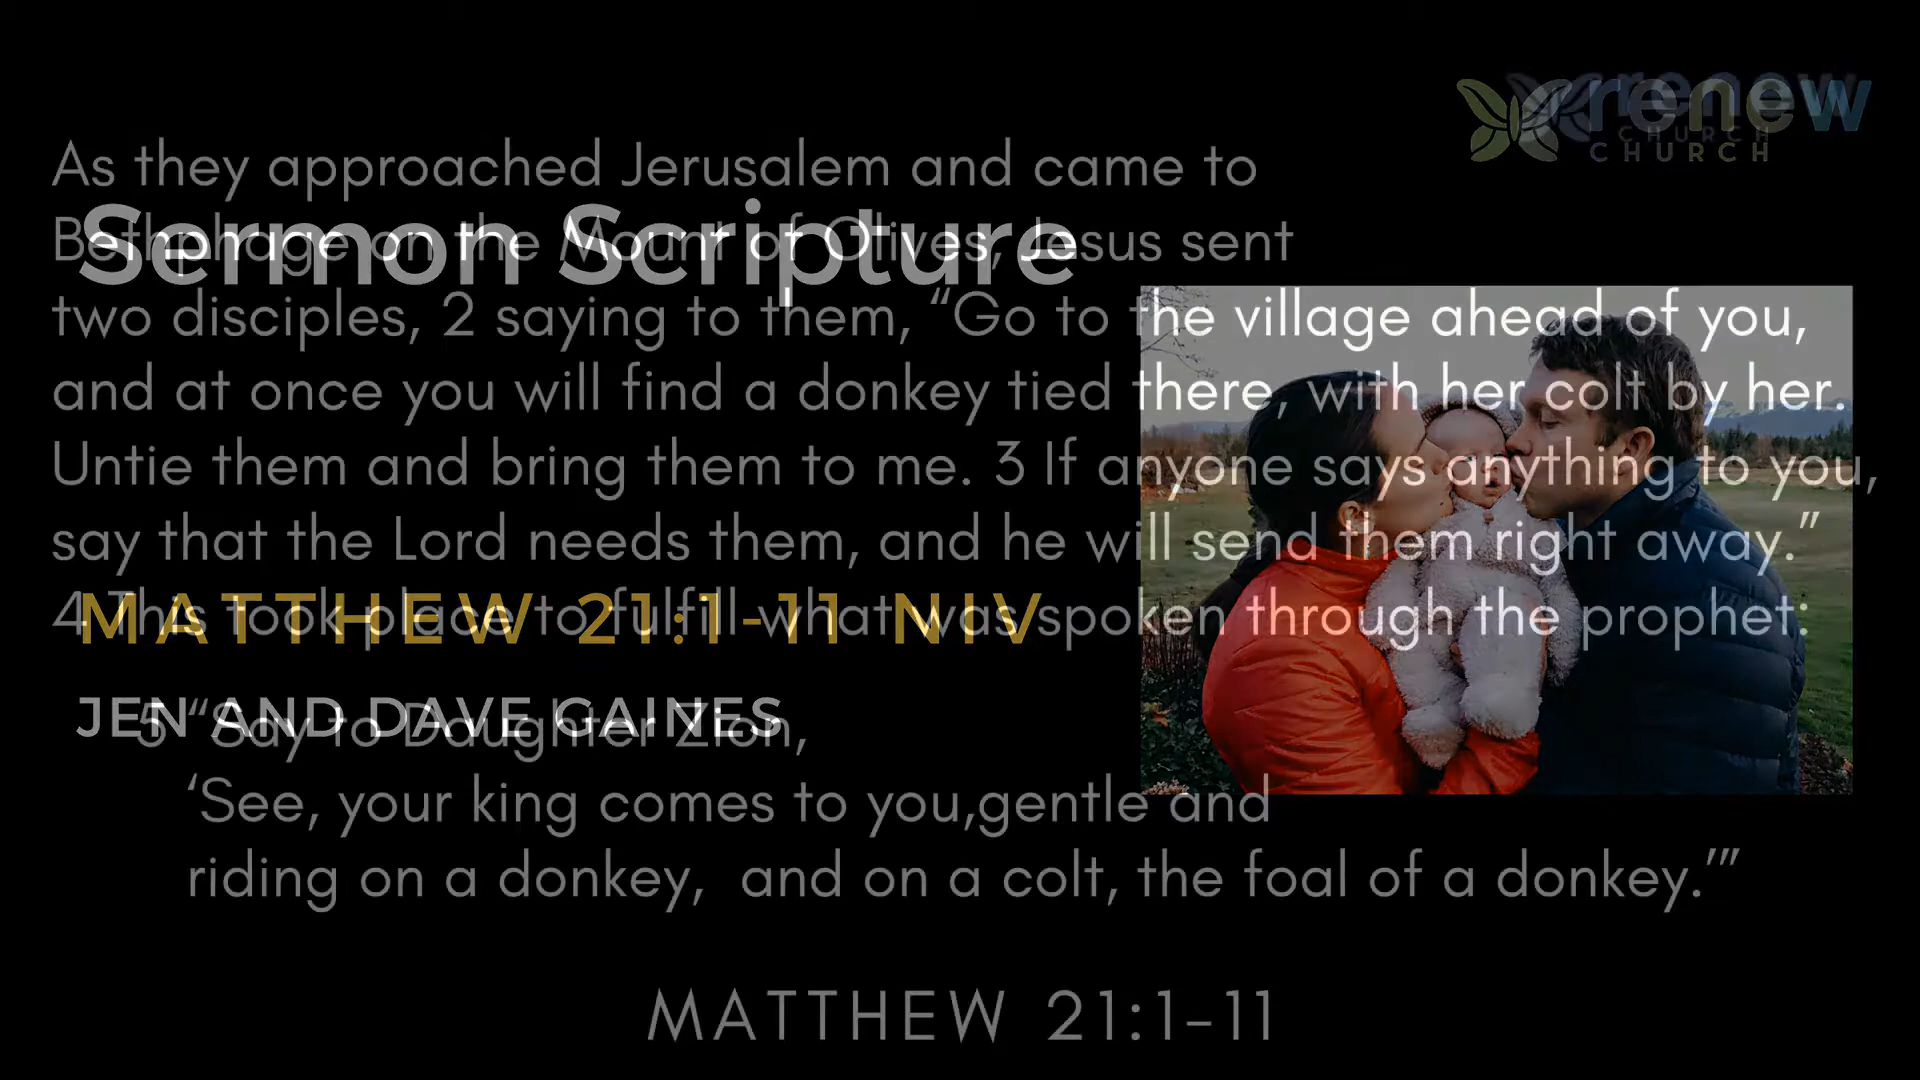 renew
CHURCH
renew
CHURCH
Sermon Scripture
MATTHEW 21:1-11 NIV
JEN AND DAVE GAINES
As they approached Jerusalem and came to
Bethphage on the Mount of Olives, Jesus sent
two disciples, 2 saying to them, “Go to the village ahead of you,
and at once you will find a donkey tied there, with her colt by her.
Untie them and bring them to me. 3 If anyone says anything to you,
say that the Lord needs them, and he will send them right away.”
4 This took place to fulfill what was spoken through the prophet:
5 “Say to Daughter Zion,
‘See, your king comes to you,gentle and
riding on a donkey,  and on a colt, the foal of a donkey.’”
MATTHEW 21:1-11